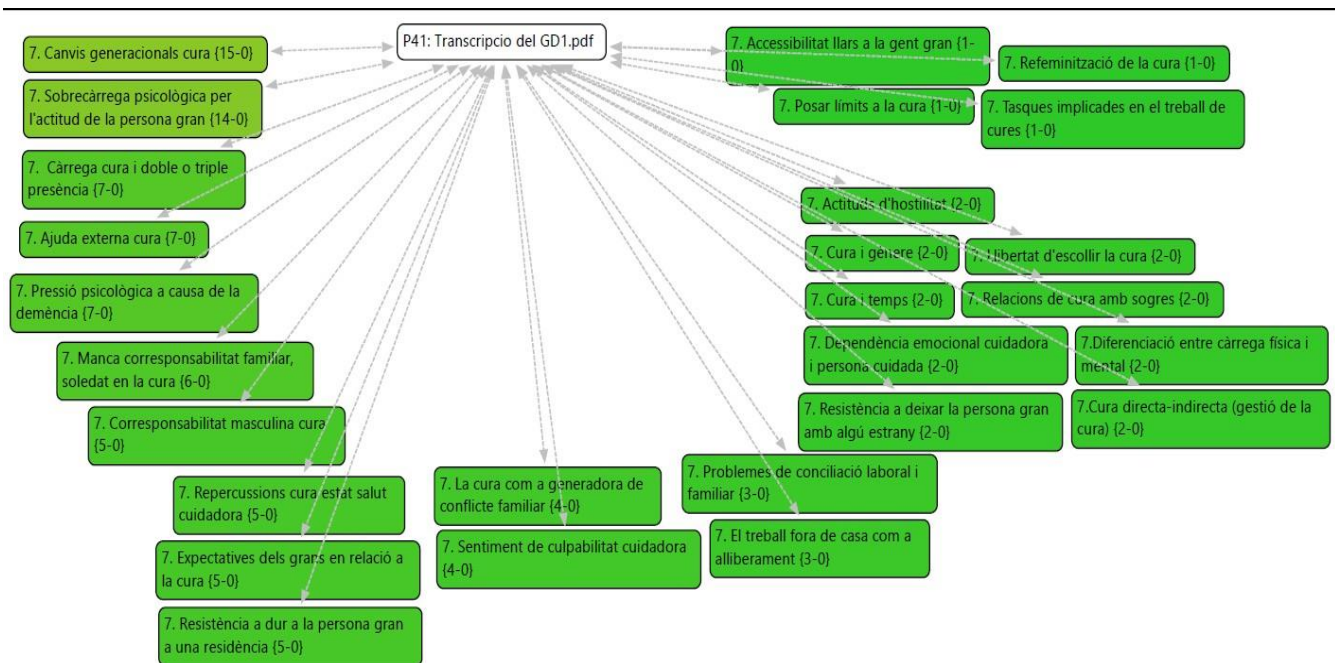 P41: Transcripcio del GD1.pdf
7. Canvis generacionals cura {15-0}
7. Sobrecàrrega psicològica per
l'actitud de la persona gran {14-0}
7.  Càrrega cura i doble o triple
presència {7-0}
7. Ajuda externa cura {7-0}
7. Pressió psicològica a causa de la
demència {7-0}
7. Manca corresponsabilitat familiar,
soledat en la cura {6-0}
7. Corresponsabilitat masculina cura
{5-0}
7. Repercussions cura estat salut
cuidadora {5-0}
7. Expectatives dels grans en relació a
la cura {5-0}
7. Resistència a dur a la persona gran
a una residència {5-0}
7. La cura com a generadora de
conflicte familiar {4-0}
7. Sentiment de culpabilitat cuidadora
{4-0}
7. Problemes de conciliació laboral i
familiar {3-0}
7. El treball fora de casa com a
alliberament {3-0}
7. Accessibilitat llars a la gent gran {1-
0}
7. Refeminització de la cura {1-0}
7. Posar límits a la cura {1-0}
7. Tasques implicades en el treball de
cures {1-0}
7. Actituds d'hostilitat {2-0}
7. Cura i gènere {2-0}
7. Llibertat d'escollir la cura {2-0}
7. Cura i temps {2-0}
7. Relacions de cura amb sogres {2-0}
7. Dependència emocional cuidadora
i persona cuidada {2-0}
7.Diferenciació entre càrrega física i
mental {2-0}
7. Resistència a deixar la persona gran
amb algú estrany {2-0}
7.Cura directa-indirecta (gestió de la
cura) {2-0}